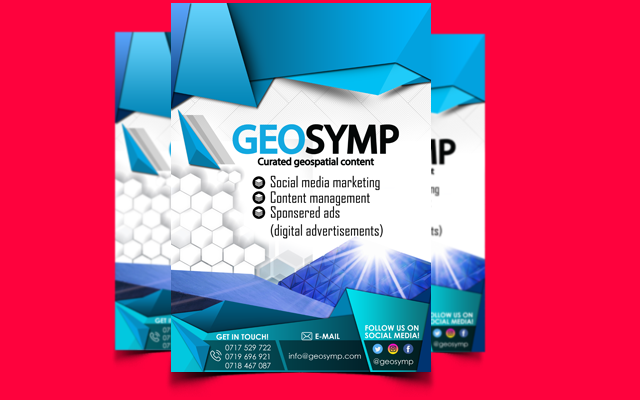 GEOSYMP
Curated geospatial content
Social media marketing
Content management
Sponsered ads
(digital advertisements)
GET IN TOUCH!
0717 529 722
0719 696 921
0718 467 087
E-MAIL
info@geosymp.com
FOLLOW US ON
SOCIAL MEDIA!
@geosymp